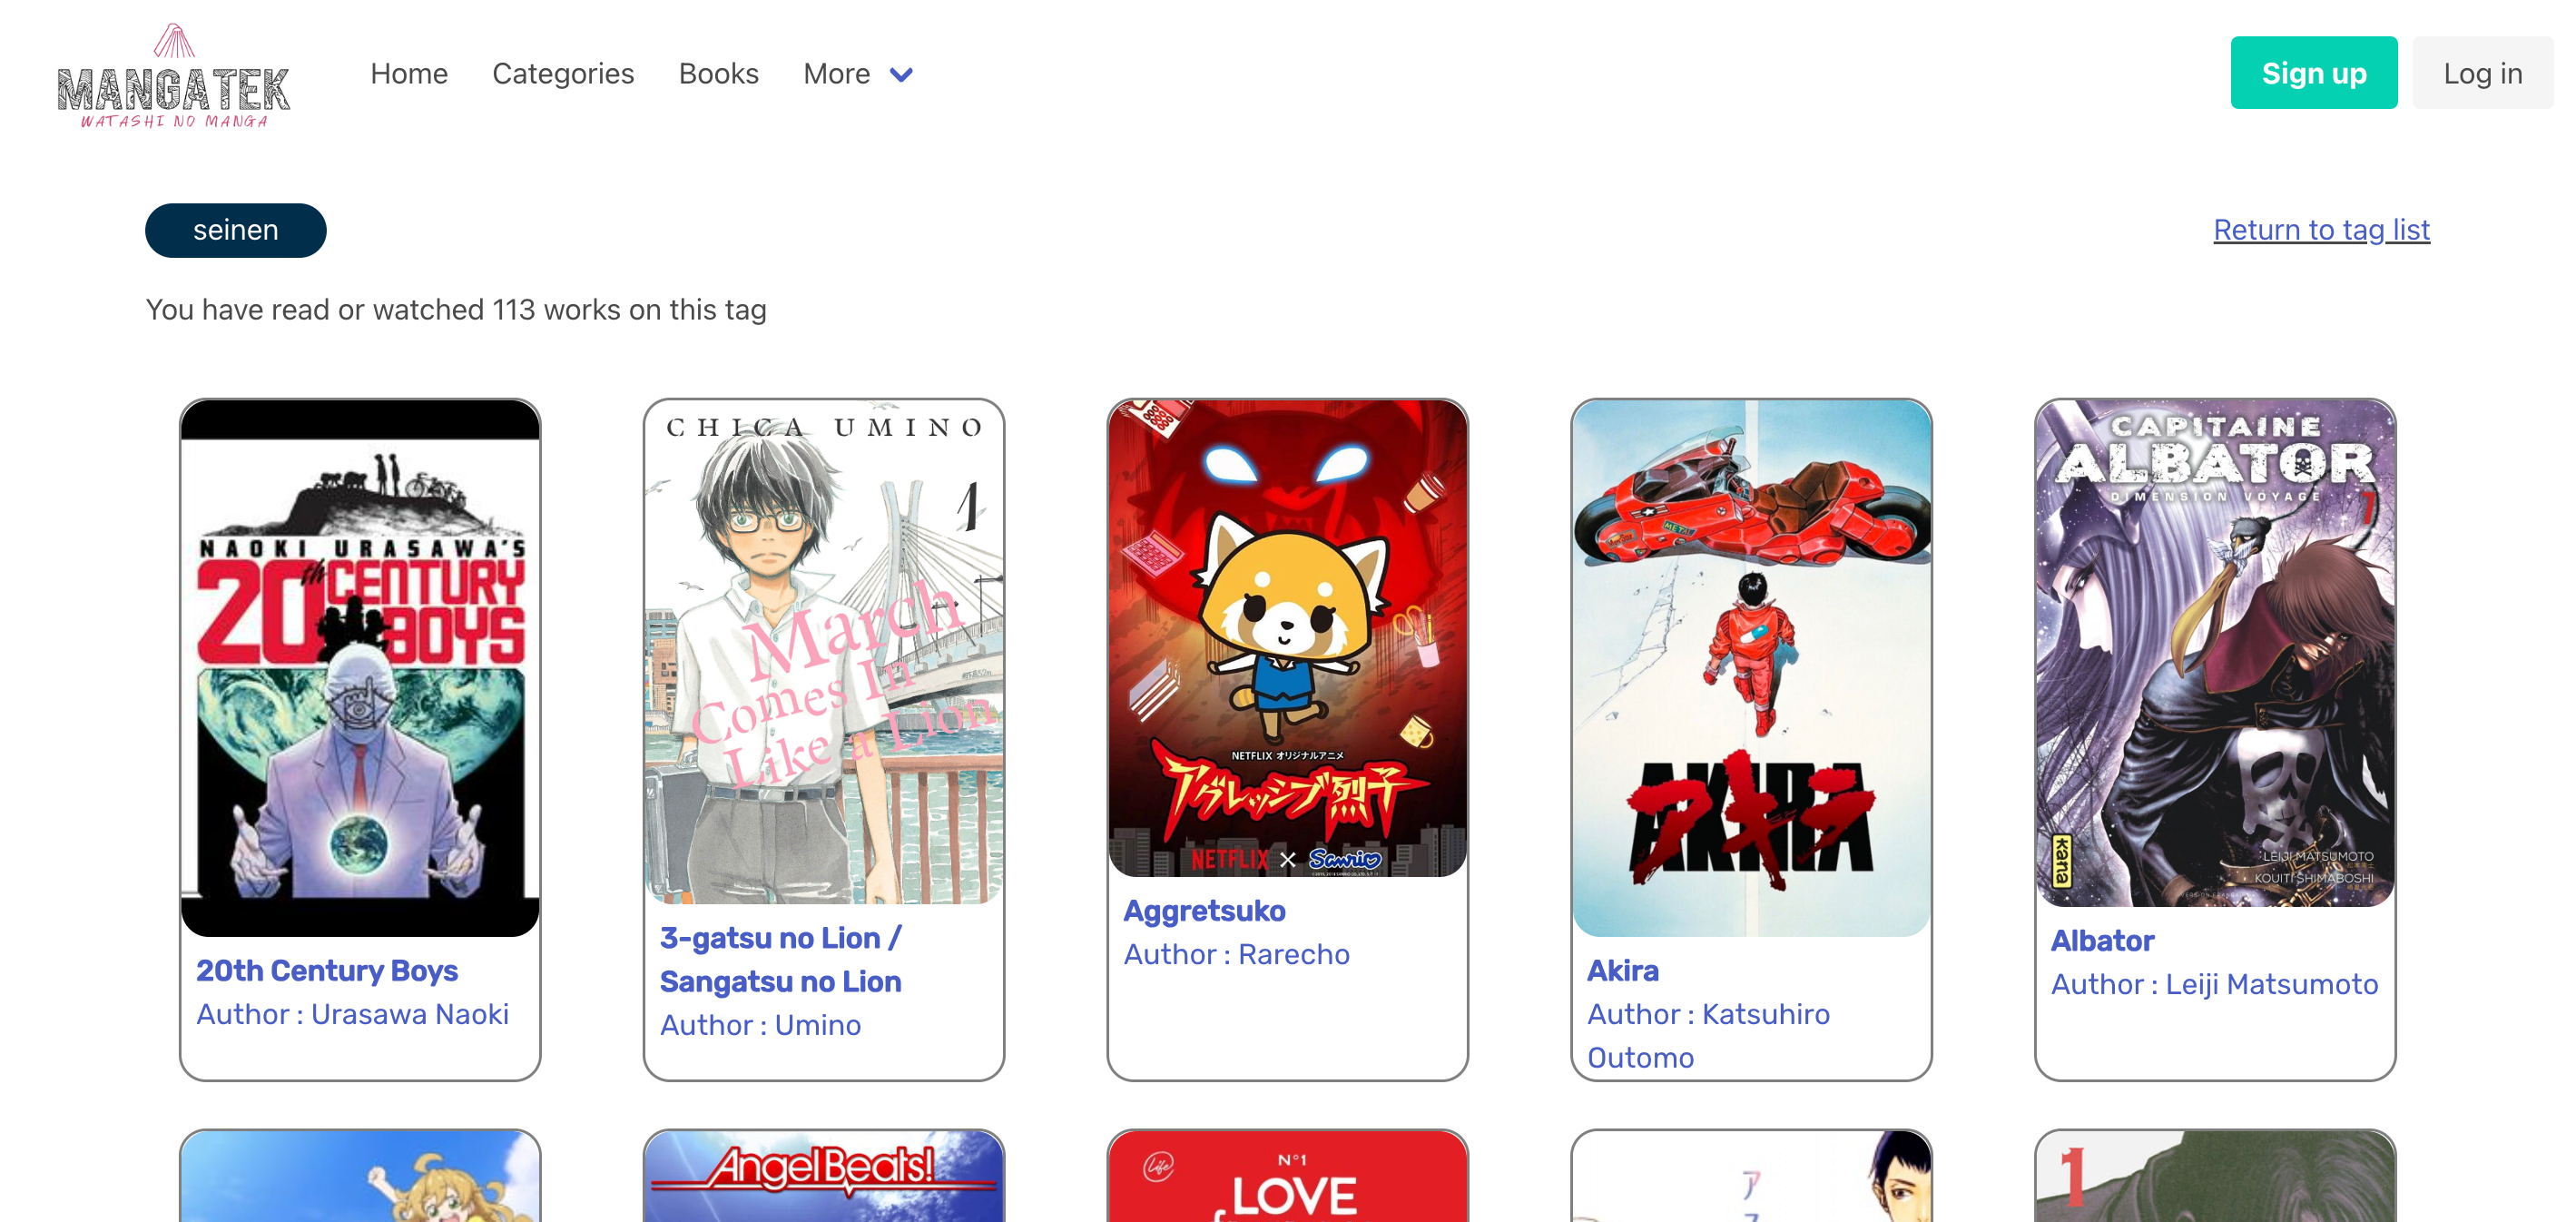 MANGATEK
WATASHI NO MANGA
Home
Categories
Books
More
Sign up
Log in
seinen
Return to tag list
You have read or watched 113 works on this tag
NAOKI URASAWA'S
20th CENTURY
BOYS
20th Century Boys
Author : Urasawa Naoki
CHICA UMINO
1
March
Comes In
Like a Lion
3-gatsu no Lion /
Sangatsu no Lion
Author : Umino
NETFLIX オリジナルアニメ
アグレッシブ烈子
NETFLIX × Sanrio
Aggretsuko
Author : Rarecho
METAL
AKIRA
アキラ
Akira
Author : Katsuhiro
Outomo
CAPITAINE
ALBATOR
DIMENSION VOYAGE
1
LEIJI MATSUMOTO
KOUITI SHIMABOSHI
Kana
Albator
Author : Leiji Matsumoto
Angel Beats!
Life
N°1
LOVE
ア
1